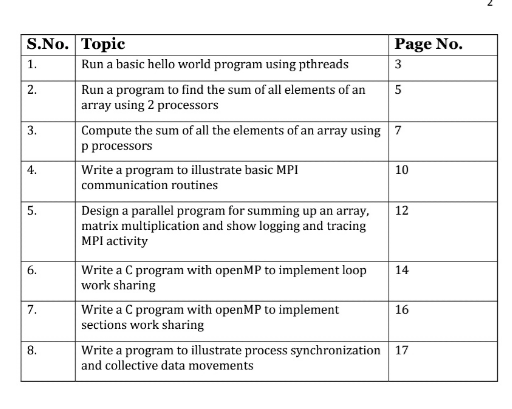 2
S.No. Topic Page No.
1. Run a basic hello world program using pthreads 3
2. Run a program to find the sum of all elements of an 5
array using 2 processors
3. Compute the sum of all the elements of an array using 7
p processors
4. Write a program to illustrate basic MPI 10
communication routines
5. Design a parallel program for summing up an array, 12
matrix multiplication and show logging and tracing
MPI activity
6. Write a C program with openMP to implement loop 14
work sharing
7. Write a C program with openMP to implement 16
sections work sharing
8. Write a program to illustrate process synchronization 17
and collective data movements